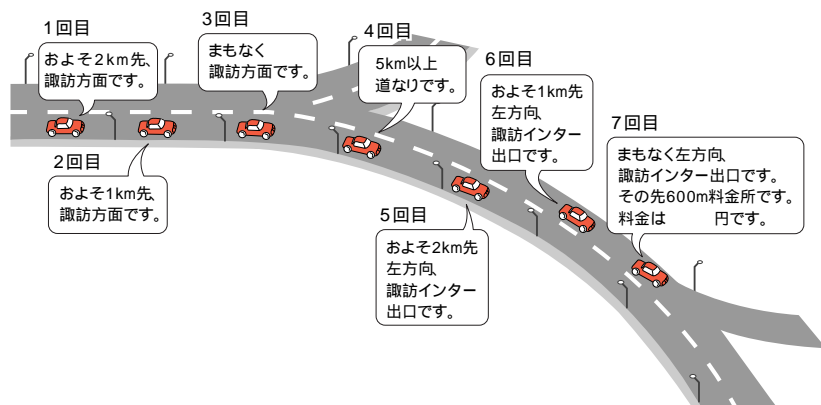 1回目
およそ2km先、
諏訪方面です。
2回目
およそ1km先、
諏訪方面です。
3回目
まもなく
諏訪方面です。
4回目
5km以上
道なりです。
5回目
およそ2km先
左方向、
諏訪インター
出口です。
6回目
およそ1km先
左方向、
諏訪インター
出口です。
7回目
まもなく左方向、
諏訪インター出口です。
その先600m料金所です。
料金は　　　円です。